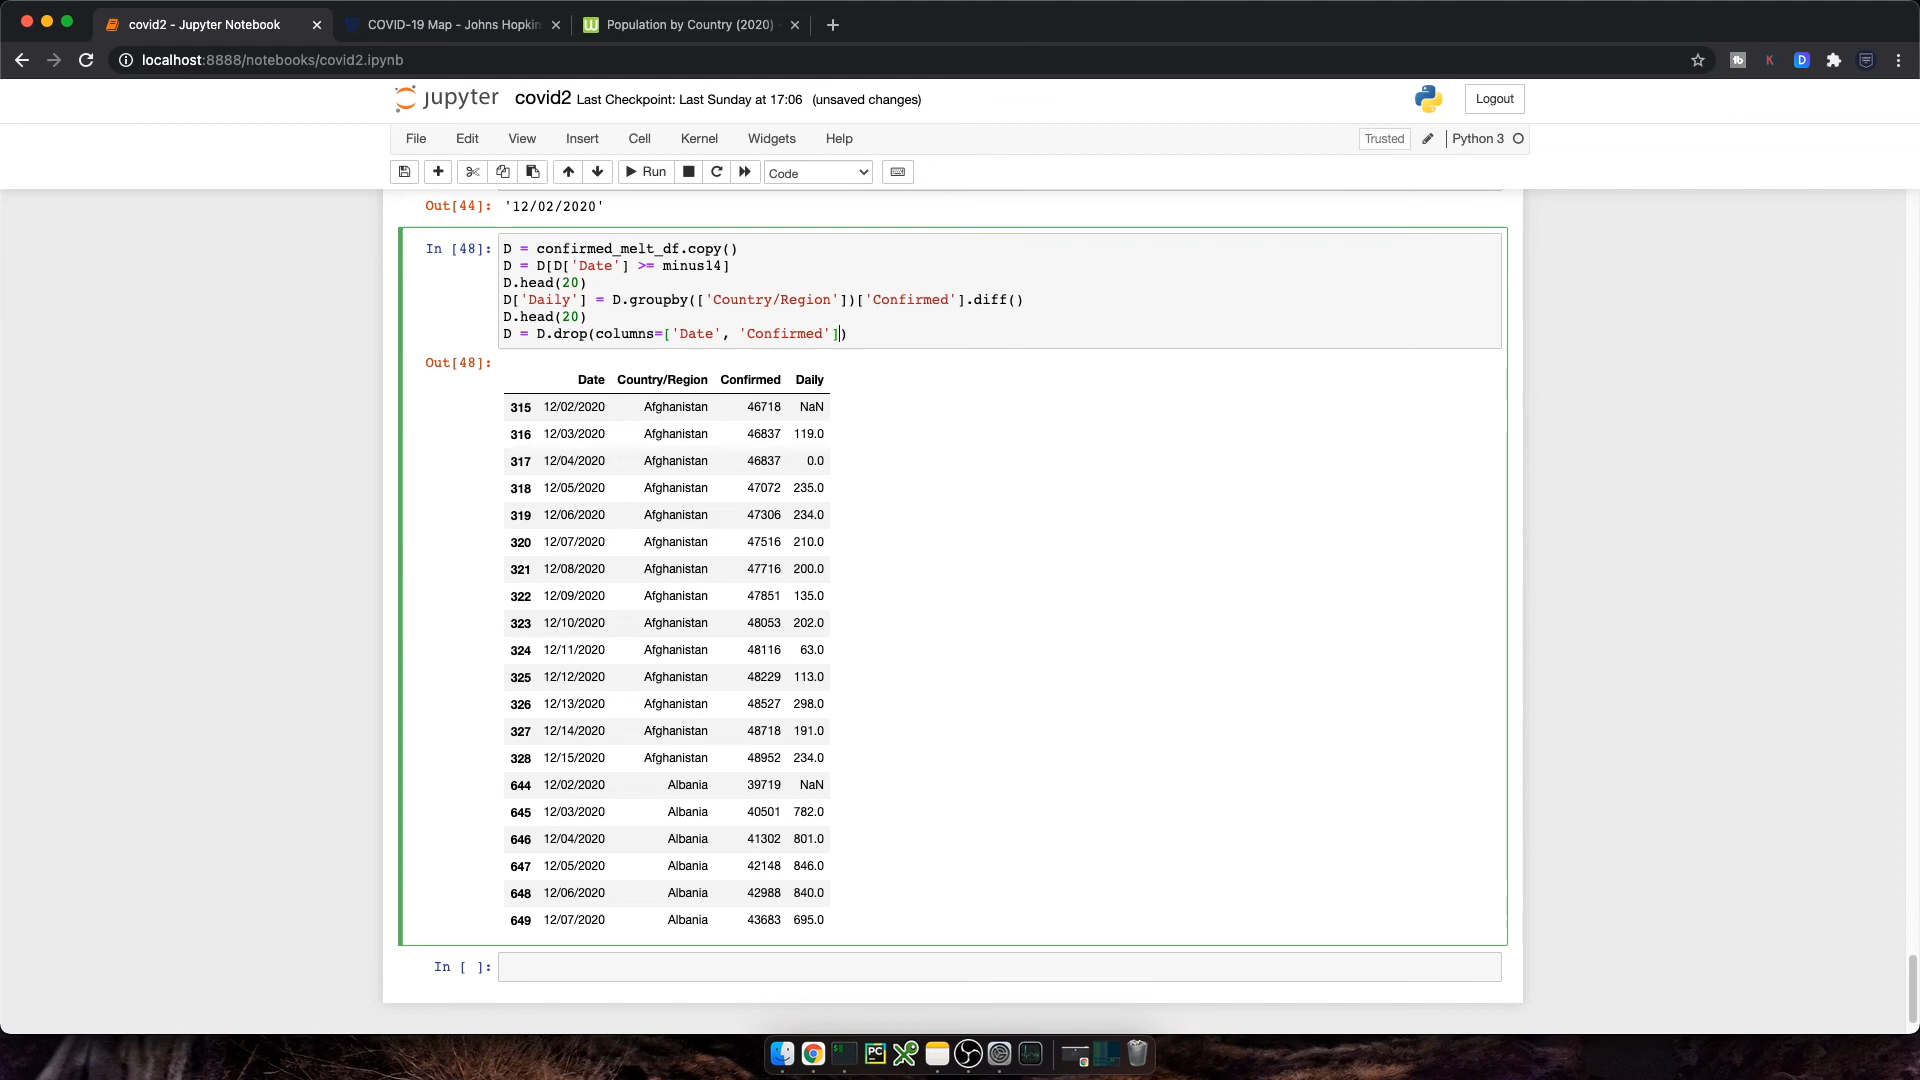 covid2 - Jupyter Notebook
COVID-19 Map - Johns Hopkin
Population by Country (2020)
localhost:8888/notebooks/covid2.ipynb
jupyter covid2 Last Checkpoint: Last Sunday at 17:06 (unsaved changes)
Logout
File Edit View Insert Cell Kernel Widgets Help
Trusted
Python 3
Run
Code
Out[44]: '12/02/2020'
In [48]: D = confirmed_melt_df.copy()
D = D[D['Date'] >= minus14]
D.head(20)
D['Daily'] = D.groupby(['Country/Region'])['Confirmed'].diff()
D.head(20)
D = D.drop(columns=['Date', 'Confirmed'])
Out[48]:
Date Country/Region Confirmed Daily
315 12/02/2020 Afghanistan 46718 NaN
316 12/03/2020 Afghanistan 46837 119.0
317 12/04/2020 Afghanistan 46837 0.0
318 12/05/2020 Afghanistan 47072 235.0
319 12/06/2020 Afghanistan 47306 234.0
320 12/07/2020 Afghanistan 47516 210.0
321 12/08/2020 Afghanistan 47716 200.0
322 12/09/2020 Afghanistan 47851 135.0
323 12/10/2020 Afghanistan 48053 202.0
324 12/11/2020 Afghanistan 48116 63.0
325 12/12/2020 Afghanistan 48229 113.0
326 12/13/2020 Afghanistan 48527 298.0
327 12/14/2020 Afghanistan 48718 191.0
328 12/15/2020 Afghanistan 48952 234.0
644 12/02/2020 Albania 39719 NaN
645 12/03/2020 Albania 40501 782.0
646 12/04/2020 Albania 41302 801.0
647 12/05/2020 Albania 42148 846.0
648 12/06/2020 Albania 42988 840.0
649 12/07/2020 Albania 43683 695.0
In [ ]:
PC